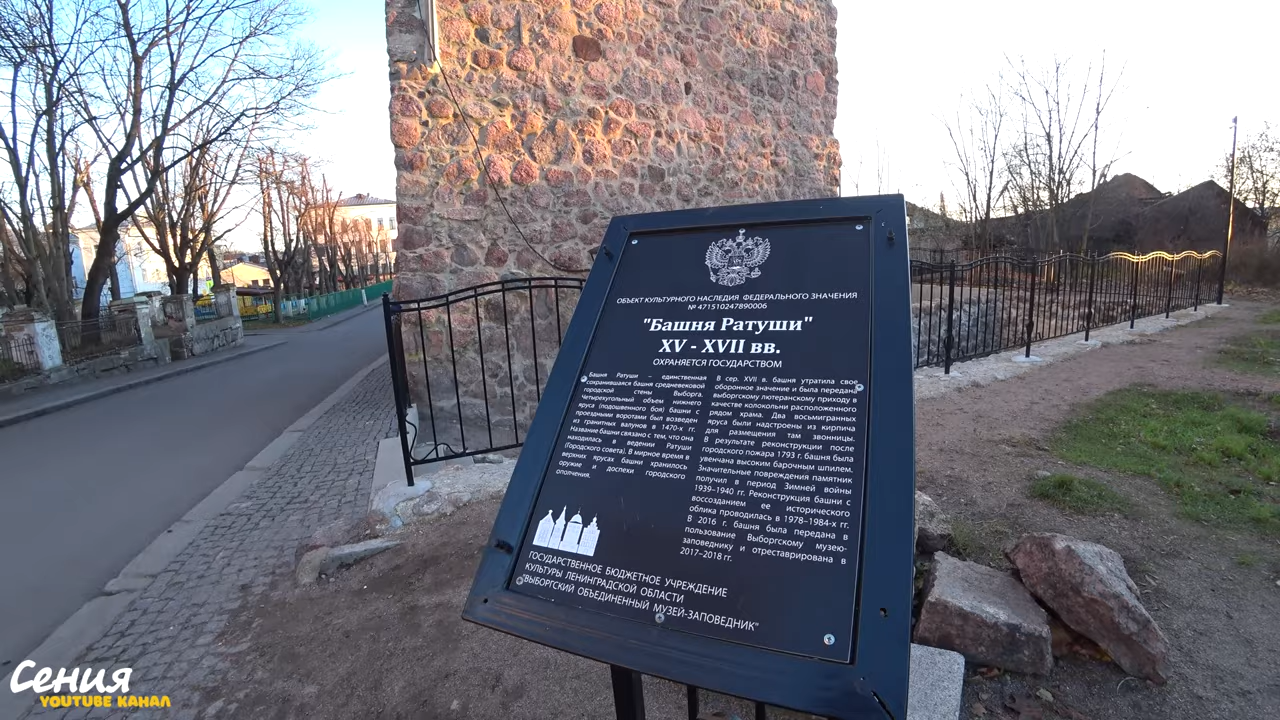 ОБЪЕКТ КУЛЬТУРНОГО НАСЛЕДИЯ ФЕДЕРАЛЬНОГО ЗНАЧЕНИЯ
№ 471510247890006
"Башня Ратуши"
XV - XVII вв.
ОХРАНЯЕТСЯ ГОСУДАРСТВОМ
Башня Ратуши – единственная
сохранившаяся башня средневековой
городской стены Выборга.
Четырехугольный объем нижнего
яруса (подошвенного боя) башни с
проездными воротами был возведен
из гранитных валунов в 1470-х гг.
Название башни связано с тем, что она
находилась в ведении Ратуши
(Городского совета). В мирное время в
верхних ярусах башни хранилось
оружие и доспехи городского
ополчения.
В сер. XVII в. башня утратила свое
оборонное значение и была передана
выборгскому лютеранскому приходу в
качестве колокольни расположенного
рядом храма. Два восьмигранных
яруса были надстроены из кирпича
для размещения там звонницы.
В результате реконструкции после
городского пожара 1793 г. башня была
увенчана высоким барочным шпилем.
Значительные повреждения памятник
получил в период Зимней войны
1939–1940 гг. Реконструкция башни с
воссозданием ее исторического
облика проводилась в 1978–1984-х гг.
В 2016 г. башня была передана в
пользование Выборгскому музею-
заповеднику и отреставрирована в
2017–2018 гг.
ГОСУДАРСТВЕННОЕ БЮДЖЕТНОЕ УЧРЕЖДЕНИЕ
КУЛЬТУРЫ ЛЕНИНГРАДСКОЙ ОБЛАСТИ
"ВЫБОРГСКИЙ ОБЪЕДИНЕННЫЙ МУЗЕЙ-ЗАПОВЕДНИК"
Сения
YOUTUBE КАНАЛ